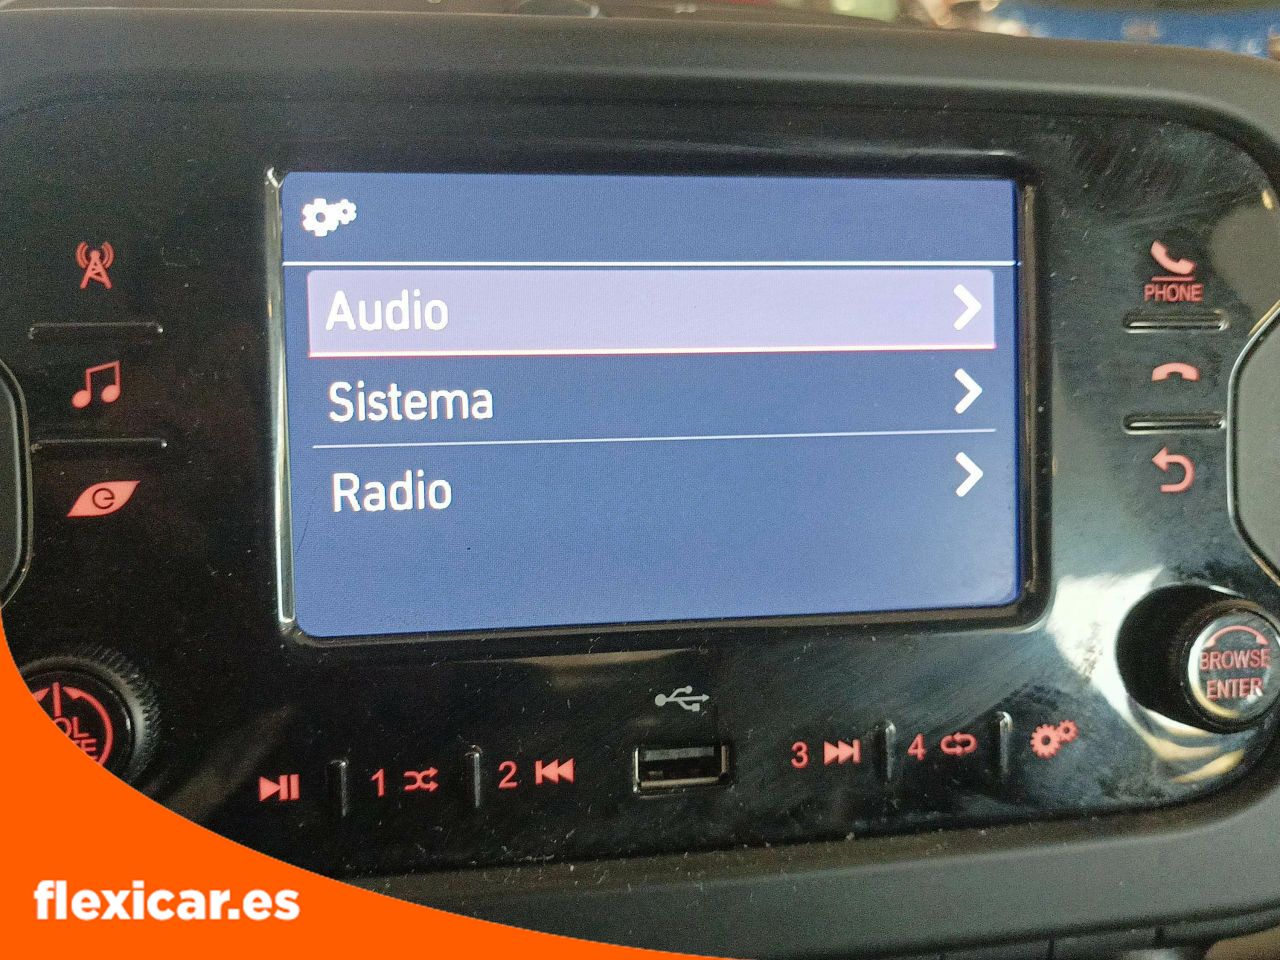 Audio
Sistema
Radio
PHONE
BROWSE
ENTER
1
2
3
4
flexicar.es